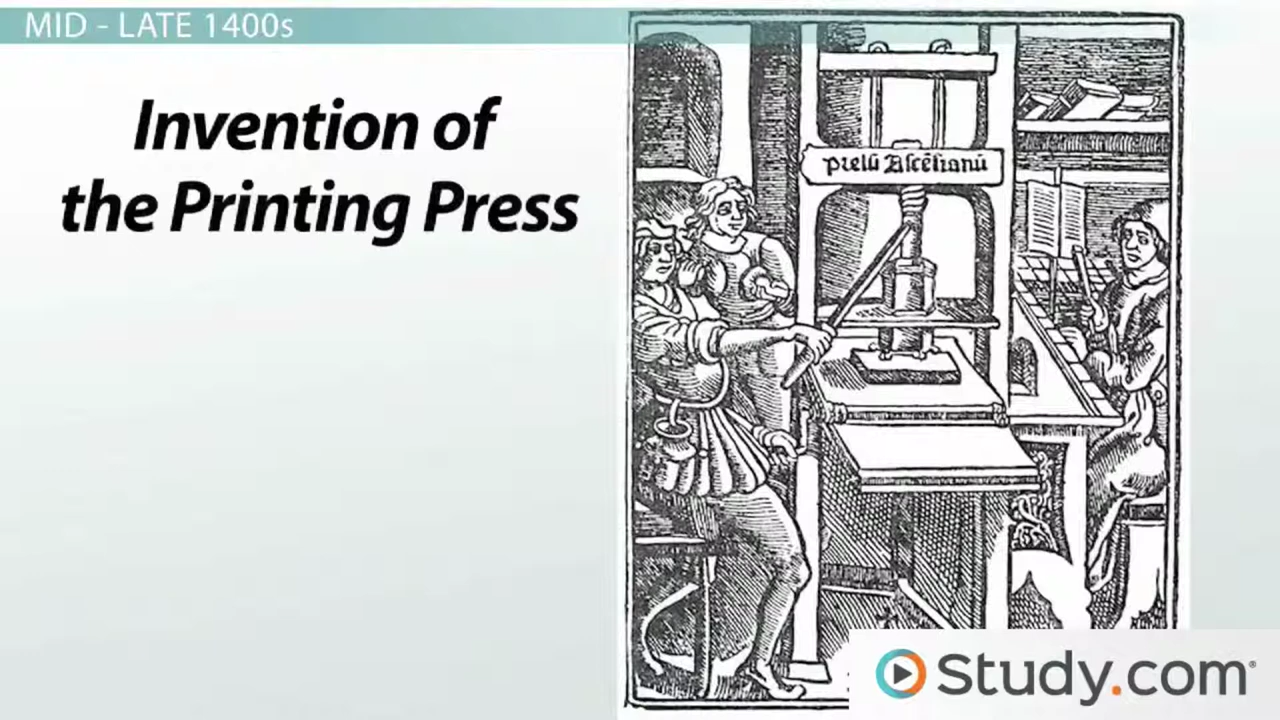 MID - LATE 1400s
Invention of
the Printing Press
prelū Ascēsianū
Study.com®